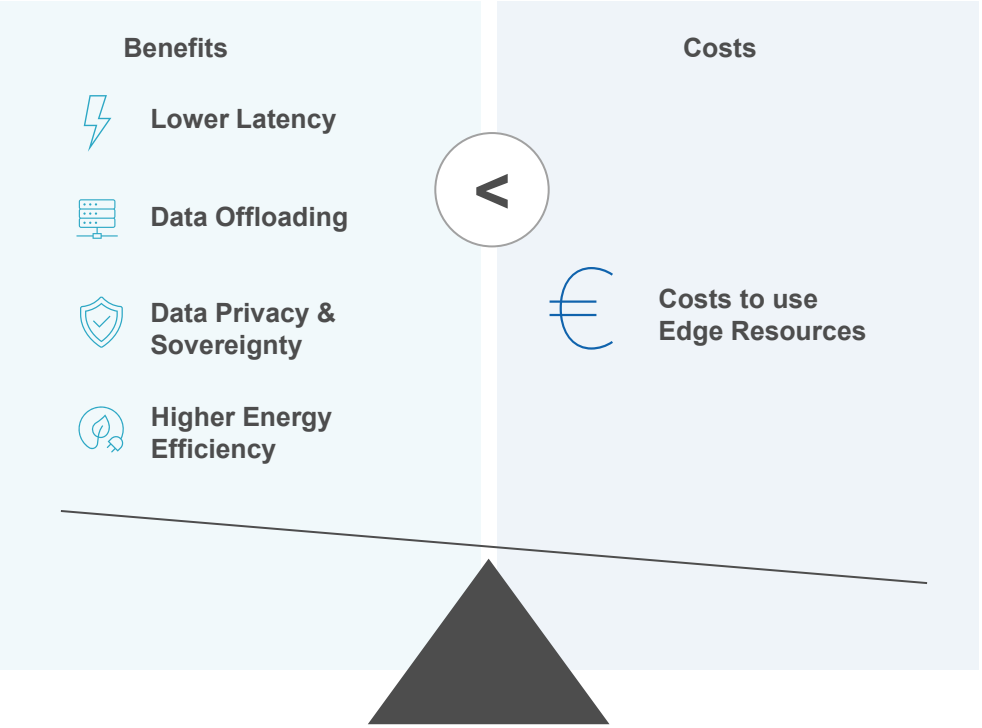 Benefits
Lower Latency
Data Offloading
Data Privacy &
Sovereignty
Higher Energy
Efficiency
<
Costs
€
Costs to use
Edge Resources